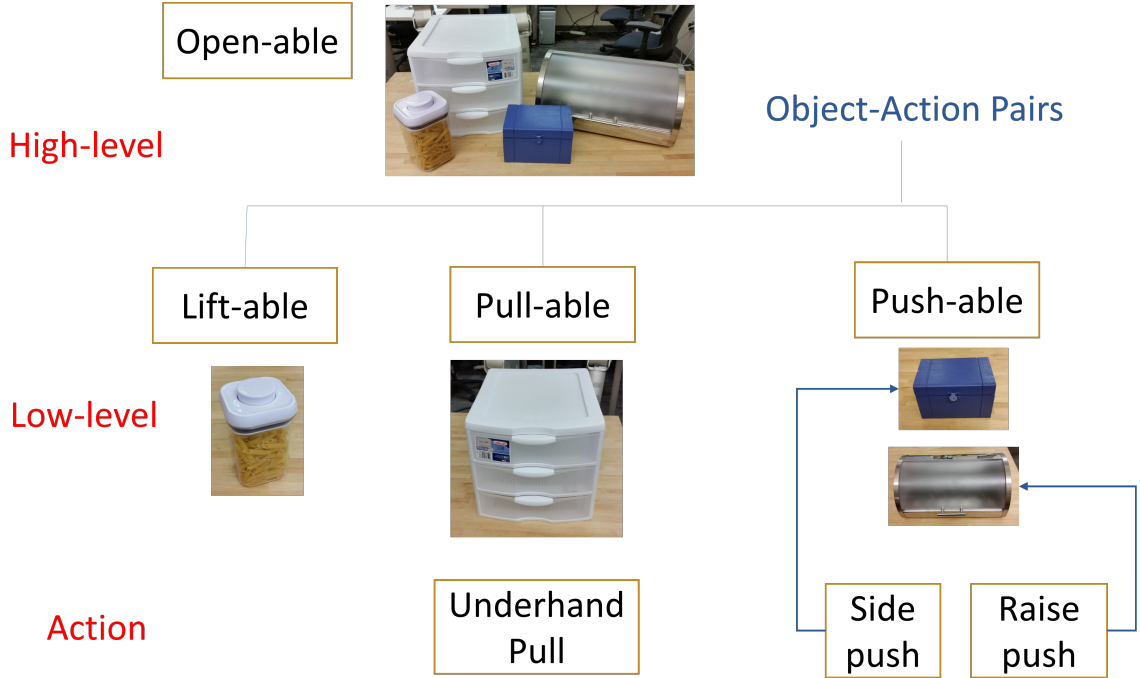 Open-able
Object-Action Pairs
High-level
Lift-able
Pull-able
Push-able
Low-level
Underhand
Pull
Side
push
Raise
push
Action